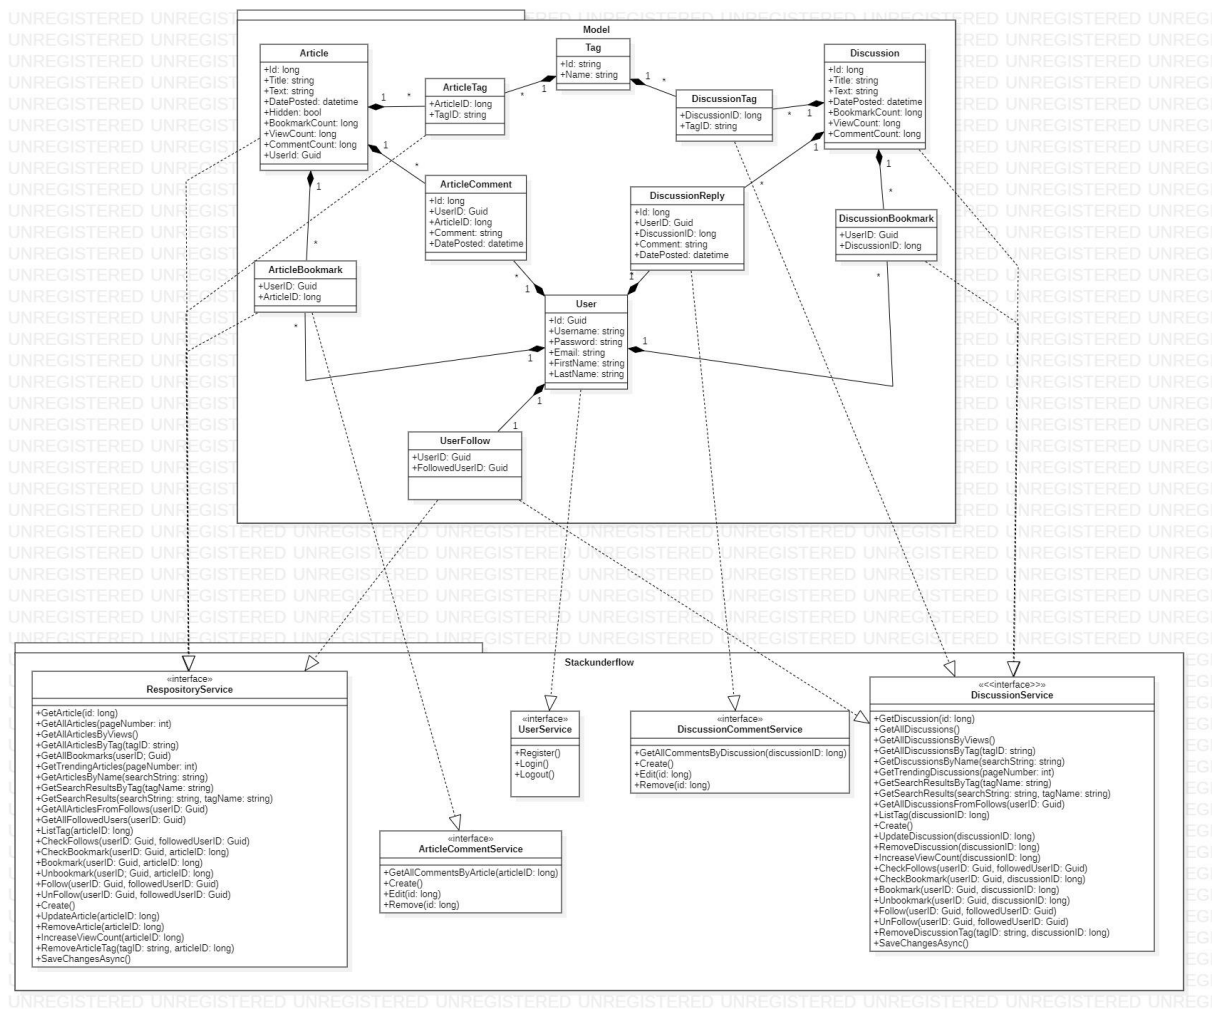 Model
Article
+Id: long
+Title: string
+Text: string
+DatePosted: datetime
+Hidden: bool
+BookmarkCount: long
+ViewCount: long
+CommentCount: long
+UserId: Guid
ArticleTag
+ArticleID: long
+TagID: string
Tag
+Id: string
+Name: string
DiscussionTag
+DiscussionID: long
+TagID: string
Discussion
+Id: long
+Title: string
+Text: string
+DatePosted: datetime
+BookmarkCount: long
+ViewCount: long
+CommentCount: long
1
*
1
*
1
*
1
*
1
*
1
*
1
*
1
*
ArticleComment
+Id: long
+UserID: Guid
+ArticleID: long
+Comment: string
+DatePosted: datetime
DiscussionReply
+Id: long
+UserID: Guid
+DiscussionID: long
+Comment: string
+DatePosted: datetime
DiscussionBookmark
+UserID: Guid
+DiscussionID: long
ArticleBookmark
+UserID: Guid
+ArticleID: long
User
+Id: Guid
+Username: string
+Password: string
+Email: string
+FirstName: string
+LastName: string
*
1
*
1
*
1
*
1
1
1
UserFollow
+UserID: Guid
+FollowedUserID: Guid
Stackunderflow
«interface»
RespositoryService
+GetArticle(id: long)
+GetAllArticles(pageNumber: int)
+GetAllArticlesByViews()
+GetAllArticlesByTag(tagID: string)
+GetAllBookmarks(userID; Guid)
+GetTrendingArticles(pageNumber: int)
+GetArticlesByName(searchString: string)
+GetSearchResultsByTag(tagName: string)
+GetSearchResults(searchString: string, tagName: string)
+GetAllArticlesFromFollows(userID: Guid)
+GetAllFollowedUsers(userID: Guid)
+ListTag(articleID: long)
+CheckFollows(userID: Guid, followedUserID: Guid)
+CheckBookmark(userID: Guid, articleID: long)
+Bookmark(userID: Guid, articleID: long)
+Unbookmark(userID; Guid, articleID: long)
+Follow(userID: Guid, followedUserID: Guid)
+UnFollow(userID: Guid, followedUserID: Guid)
+Create()
+UpdateArticle(articleID: long)
+RemoveArticle(articleID: long)
+IncreaseViewCount(articleID: long)
+RemoveArticleTag(tagID: string, articleID: long)
+SaveChangesAsync()
«interface»
ArticleCommentService
+GetAllCommentsByArticle(articleID: long)
+Create()
+Edit(id: long)
+Remove(id: long)
«interface»
UserService
+Register()
+Login()
+Logout()
«interface»
DiscussionCommentService
+GetAllCommentsByDiscussion(discussionID: long)
+Create()
+Edit(id: long)
+Remove(id: long)
«<<interface>>»
DiscussionService
+GetDiscussion(id: long)
+GetAllDiscussions()
+GetAllDiscussionsByViews()
+GetAllDiscussionsByTag(tagID: string)
+GetDiscussionsByName(searchString: string)
+GetTrendingDiscussions(pageNumber: int)
+GetSearchResultsByTag(tagName: string)
+GetSearchResults(searchString: string, tagName: string)
+GetAllDiscussionsFromFollows(userID: Guid)
+ListTag(discussionID: long)
+Create()
+UpdateDiscussion(discussionID: long)
+RemoveDiscussion(discussionID: long)
+IncreaseViewCount(discussionID: long)
+CheckFollows(userID: Guid, followedUserID: Guid)
+CheckBookmark(userID: Guid, discussionID: long)
+Bookmark(userID: Guid, discussionID: long)
+Unbookmark(userID: Guid, discussionID: long)
+Follow(userID: Guid, followedUserID: Guid)
+UnFollow(userID: Guid, followedUserID: Guid)
+RemoveDiscussionTag(tagID: string, discussionID: long)
+SaveChangesAsync()